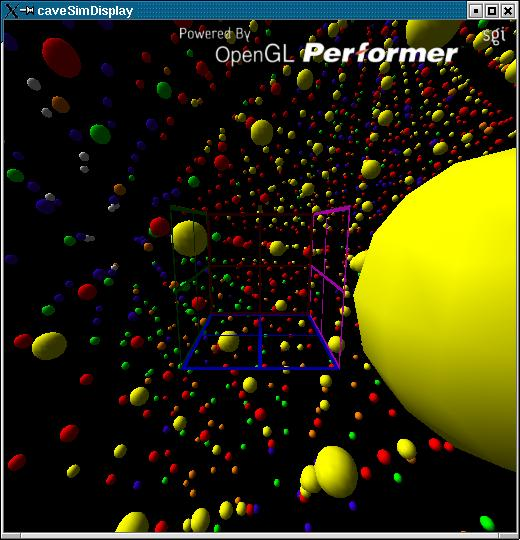 caveSimDisplay
Powered By
OpenGL Performer
sgi